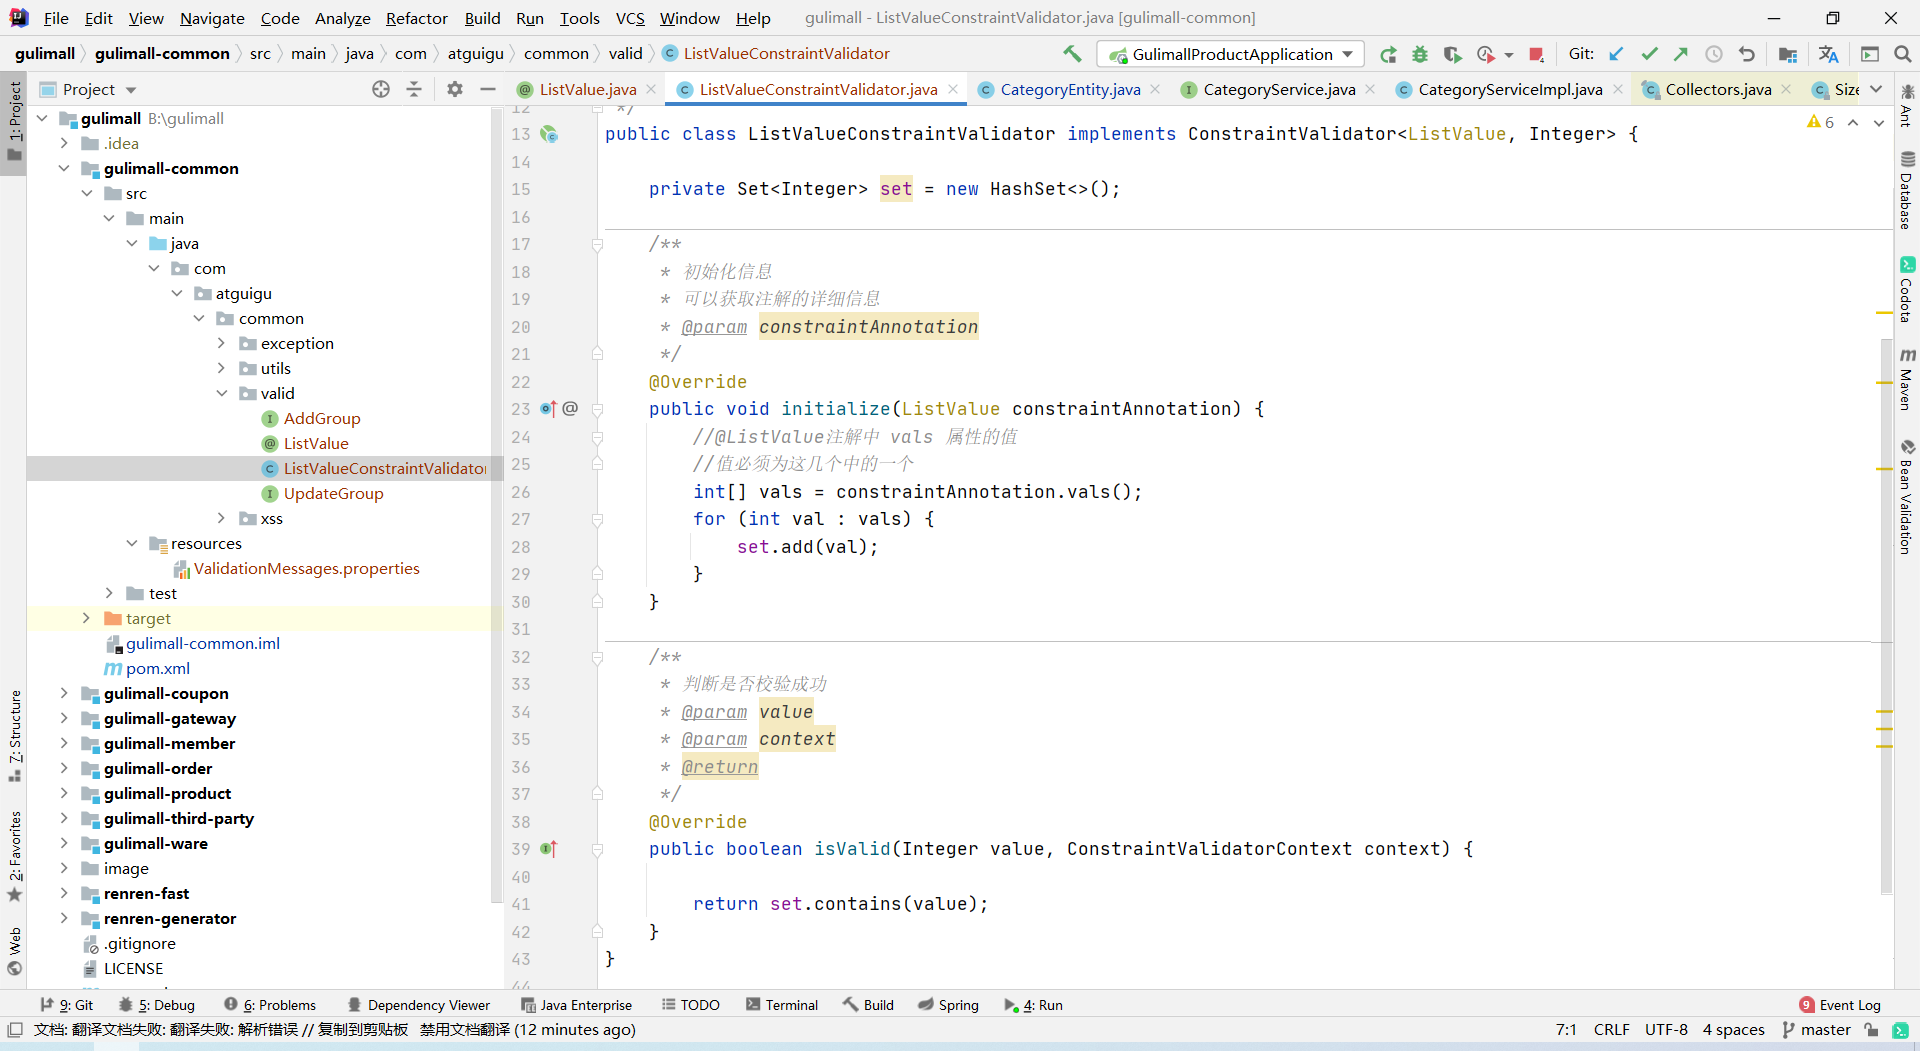 File Edit View Navigate Code Analyze Refactor Build Run Tools VCS Window Help gulimall - ListValueConstraintValidator.java [gulimall-common]
gulimall gulimall-common src main java com atguigu common valid ListValueConstraintValidator GulimallProductApplication Git:
1: Project
Project
ListValue.java ListValueConstraintValidator.java CategoryEntity.java CategoryService.java CategoryServiceImpl.java Collectors.java Size
gulimall B:\gulimall
.idea
gulimall-common
src
main
java
com
atguigu
common
exception
utils
valid
AddGroup
ListValue
ListValueConstraintValidator
UpdateGroup
xss
resources
ValidationMessages.properties
test
target
gulimall-common.iml
pom.xml
gulimall-coupon
gulimall-gateway
gulimall-member
gulimall-order
gulimall-product
gulimall-third-party
gulimall-ware
image
renren-fast
renren-generator
.gitignore
LICENSE
7: Structure
2: Favorites
Web
6
12 */
13 public class ListValueConstraintValidator implements ConstraintValidator<ListValue, Integer> {
14
15 private Set<Integer> set = new HashSet<>();
16
17 /**
18 * 初始化信息
19 * 可以获取注解的详细信息
20 * @param constraintAnnotation
21 */
22 @Override
23 @ public void initialize(ListValue constraintAnnotation) {
24 //@ListValue注解中 vals 属性的值
25 //值必须为这几个中的一个
26 int[] vals = constraintAnnotation.vals();
27 for (int val : vals) {
28 set.add(val);
29 }
30 }
31
32 /**
33 * 判断是否校验成功
34 * @param value
35 * @param context
36 * @return
37 */
38 @Override
39 public boolean isValid(Integer value, ConstraintValidatorContext context) {
40
41 return set.contains(value);
42 }
43 }
44
Ant
Database
Codota
Maven
Bean Validation
9: Git 5: Debug 6: Problems Dependency Viewer Java Enterprise TODO Terminal Build Spring 4: Run 9 Event Log
文档: 翻译文档失败: 翻译失败: 解析错误 // 复制到剪贴板 禁用文档翻译 (12 minutes ago) 7:1 CRLF UTF-8 4 spaces master